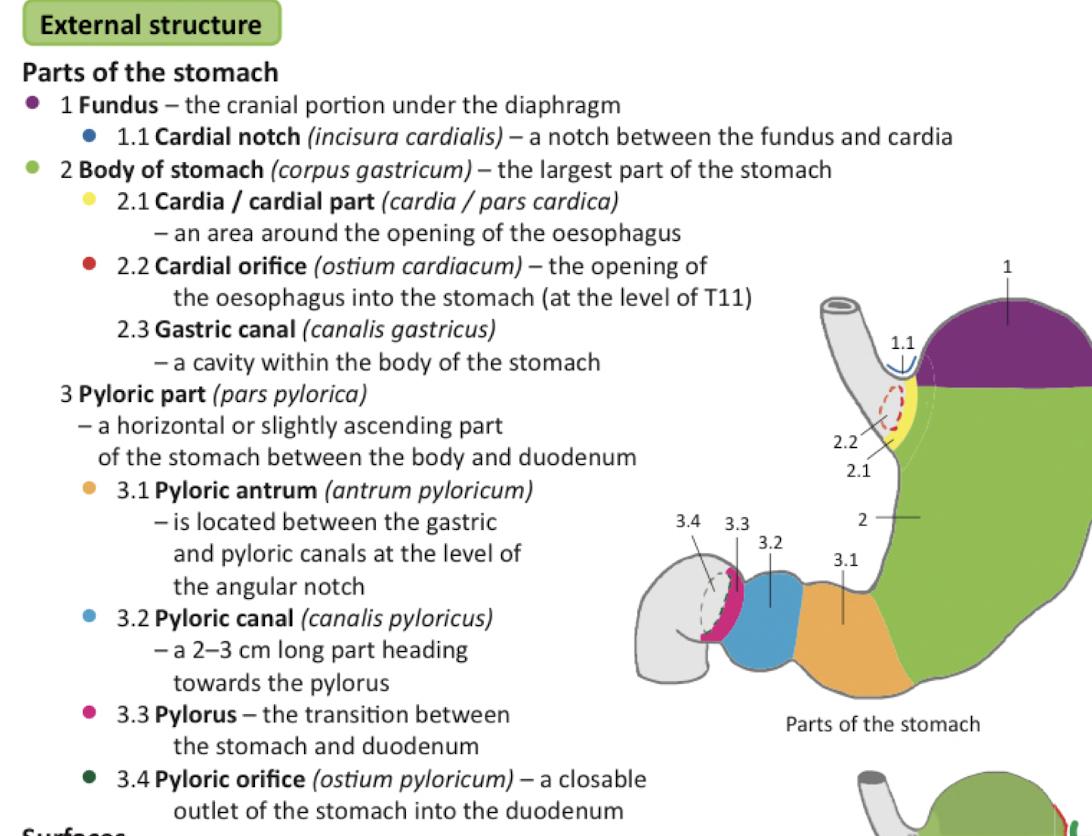 External structure
Parts of the stomach
1 Fundus – the cranial portion under the diaphragm
1.1 Cardial notch (incisura cardialis) – a notch between the fundus and cardia
2 Body of stomach (corpus gastricum) – the largest part of the stomach
2.1 Cardia / cardial part (cardia / pars cardica)
– an area around the opening of the oesophagus
2.2 Cardial orifice (ostium cardiacum) – the opening of
the oesophagus into the stomach (at the level of T11)
2.3 Gastric canal (canalis gastricus)
– a cavity within the body of the stomach
3 Pyloric part (pars pylorica)
– a horizontal or slightly ascending part
of the stomach between the body and duodenum
3.1 Pyloric antrum (antrum pyloricum)
– is located between the gastric
and pyloric canals at the level of
the angular notch
3.2 Pyloric canal (canalis pyloricus)
– a 2–3 cm long part heading
towards the pylorus
3.3 Pylorus – the transition between
the stomach and duodenum
3.4 Pyloric orifice (ostium pyloricum) – a closable
outlet of the stomach into the duodenum
Surfaces
1
1.1
2.2
2.1
2
3.4
3.3
3.2
3.1
Parts of the stomach